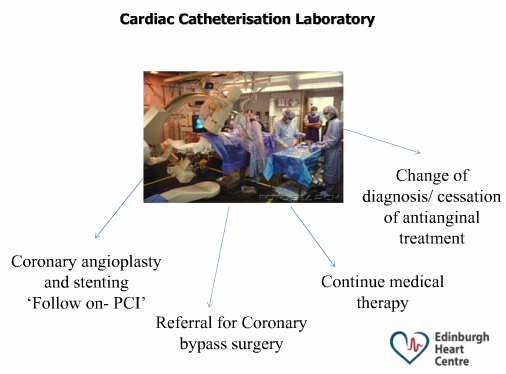 Cardiac Catheterisation Laboratory
FOTOSEARCH
Change of
diagnosis/ cessation
of antianginal
treatment
Coronary angioplasty
and stenting
‘Follow on- PCI’
Continue medical
therapy
Referral for Coronary
bypass surgery
Edinburgh
Heart
Centre